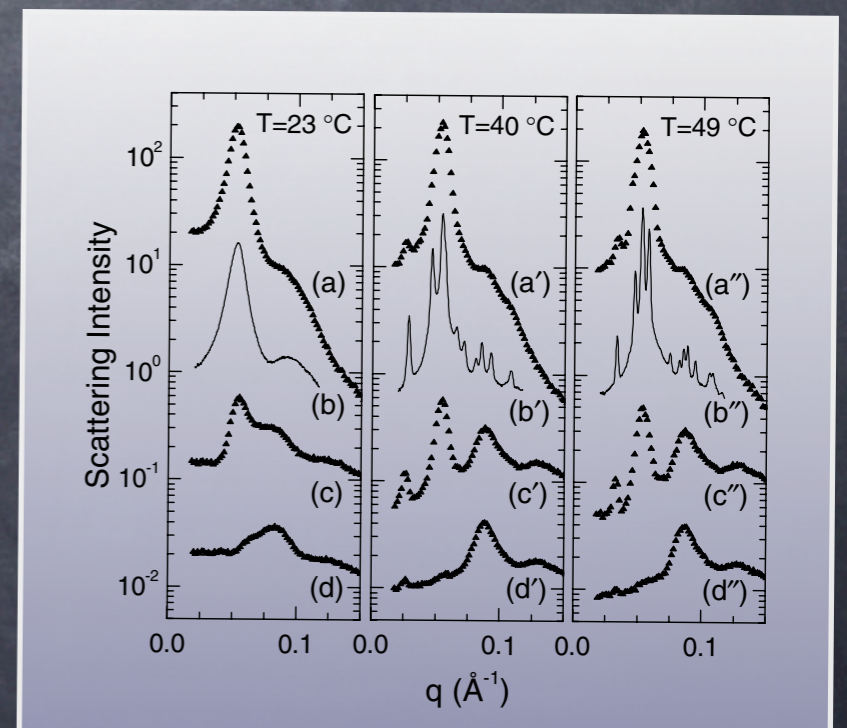 T=23 °C
T=40 °C
T=49 °C
10²
10¹
10⁰
10⁻¹
10⁻²
Scattering Intensity
(a)
(a′)
(a″)
(b)
(b′)
(b″)
(c)
(c′)
(c″)
(d)
(d′)
(d″)
0.0
0.1
0.0
0.1
0.0
0.1
q (Å⁻¹)